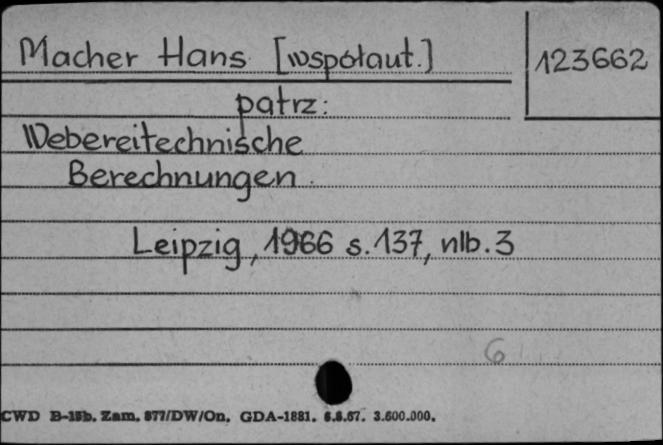 Macher Hans [współaut.]
123662
patrz:
Webereitechnische
Berechnungen.
Leipzig, 1966 s. 137, nlb. 3
6
CWD B-15b. Zam. 877/DW/On. GDA-1881. 6.6.67. 3.600.000.